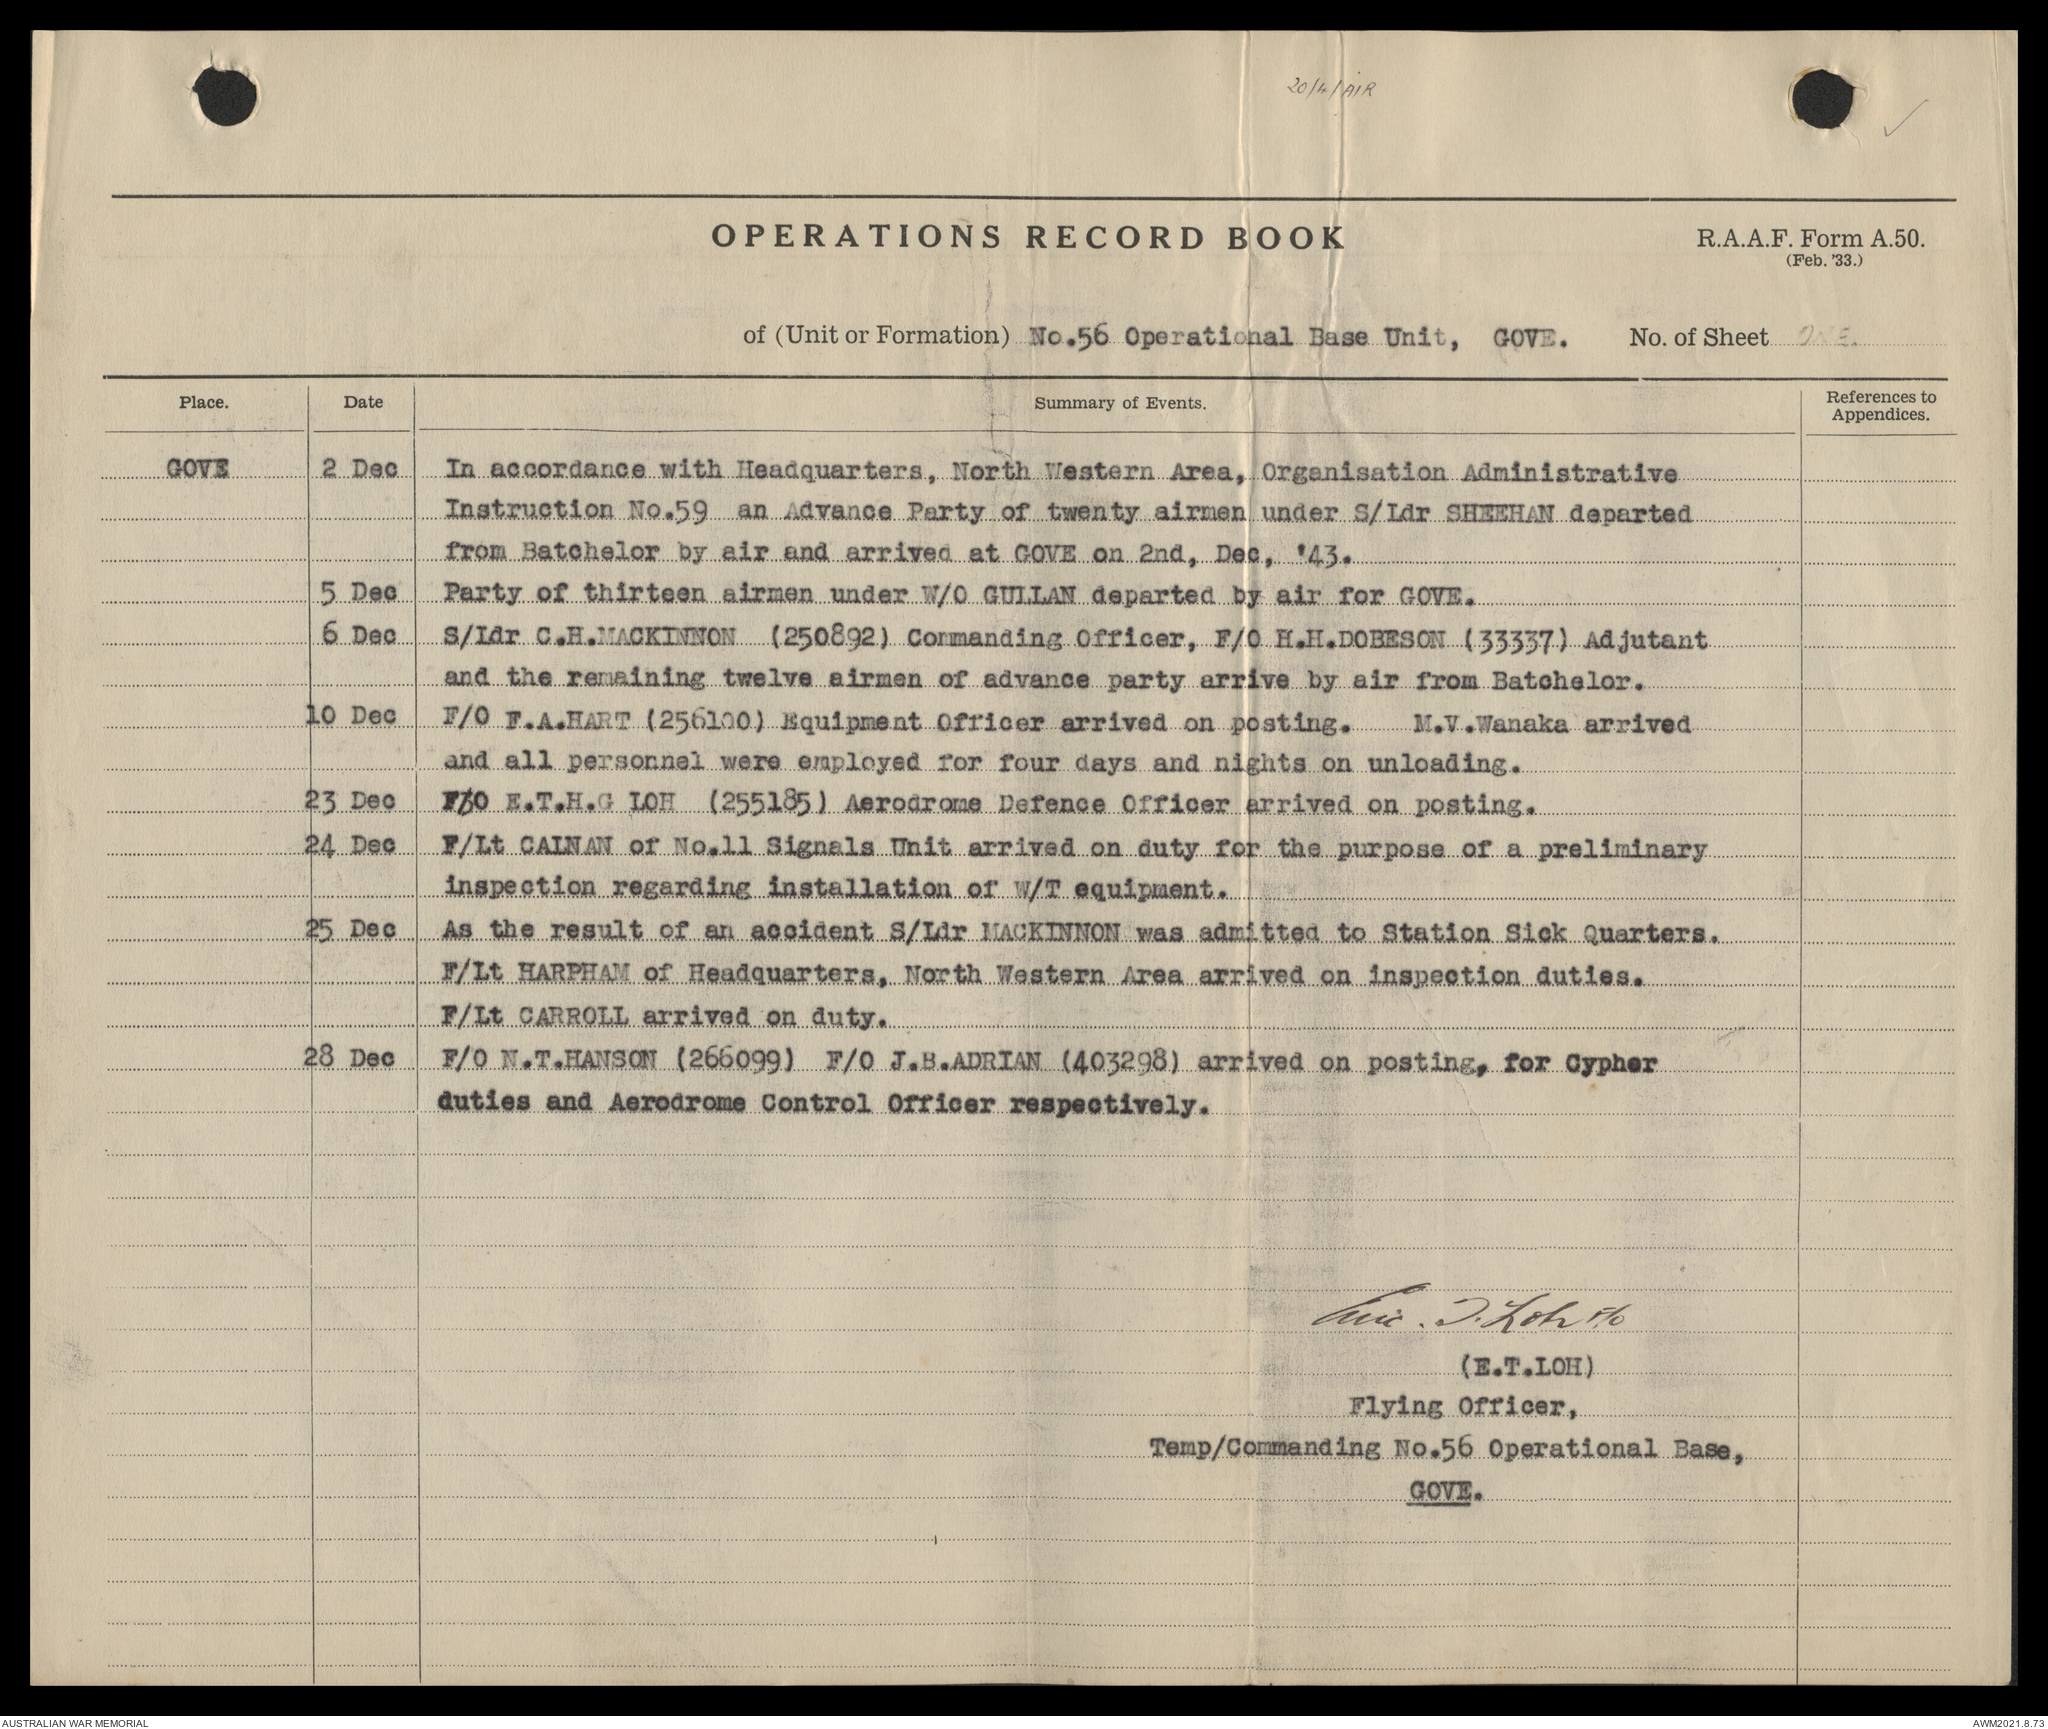 20/4/AIR
OPERATIONS RECORD BOOK
R.A.A.F. Form A.50.
(Feb. '33.)
of (Unit or Formation) No.56 Operational Base Unit, GOVE. No. of Sheet ONE.
Place. Date Summary of Events. References to
Appendices.
GOVE 2 Dec In accordance with Headquarters, North Western Area, Organisation Administrative
Instruction No.59 an Advance Party of twenty airmen under S/Ldr SHEEHAN departed
from Batchelor by air and arrived at GOVE on 2nd, Dec, '43.
5 Dec Party of thirteen airmen under W/O GULLAN departed by air for GOVE.
6 Dec S/Ldr C.H.MACKINNON (250892) Commanding Officer, F/O H.H.DOBESON (33337) Adjutant
and the remaining twelve airmen of advance party arrive by air from Batchelor.
10 Dec F/O F.A.HART (256100) Equipment Officer arrived on posting. M.V.Wanaka arrived
and all personnel were employed for four days and nights on unloading.
23 Dec F/O E.T.H.G LOH (255185) Aerodrome Defence Officer arrived on posting.
24 Dec F/Lt CALNAN of No.11 Signals Unit arrived on duty for the purpose of a preliminary
inspection regarding installation of W/T equipment.
25 Dec As the result of an accident S/Ldr MACKINNON was admitted to Station Sick Quarters.
F/Lt HARPHAM of Headquarters, North Western Area arrived on inspection duties.
F/Lt CARROLL arrived on duty.
28 Dec F/O N.T.HANSON (266099) F/O J.B.ADRIAN (403298) arrived on posting, for Cypher
duties and Aerodrome Control Officer respectively.
Eric. T. Loh F/O
(E.T.LOH)
Flying Officer,
Temp/Commanding No.56 Operational Base,
GOVE.
AUSTRALIAN WAR MEMORIAL AWM2021.8.73